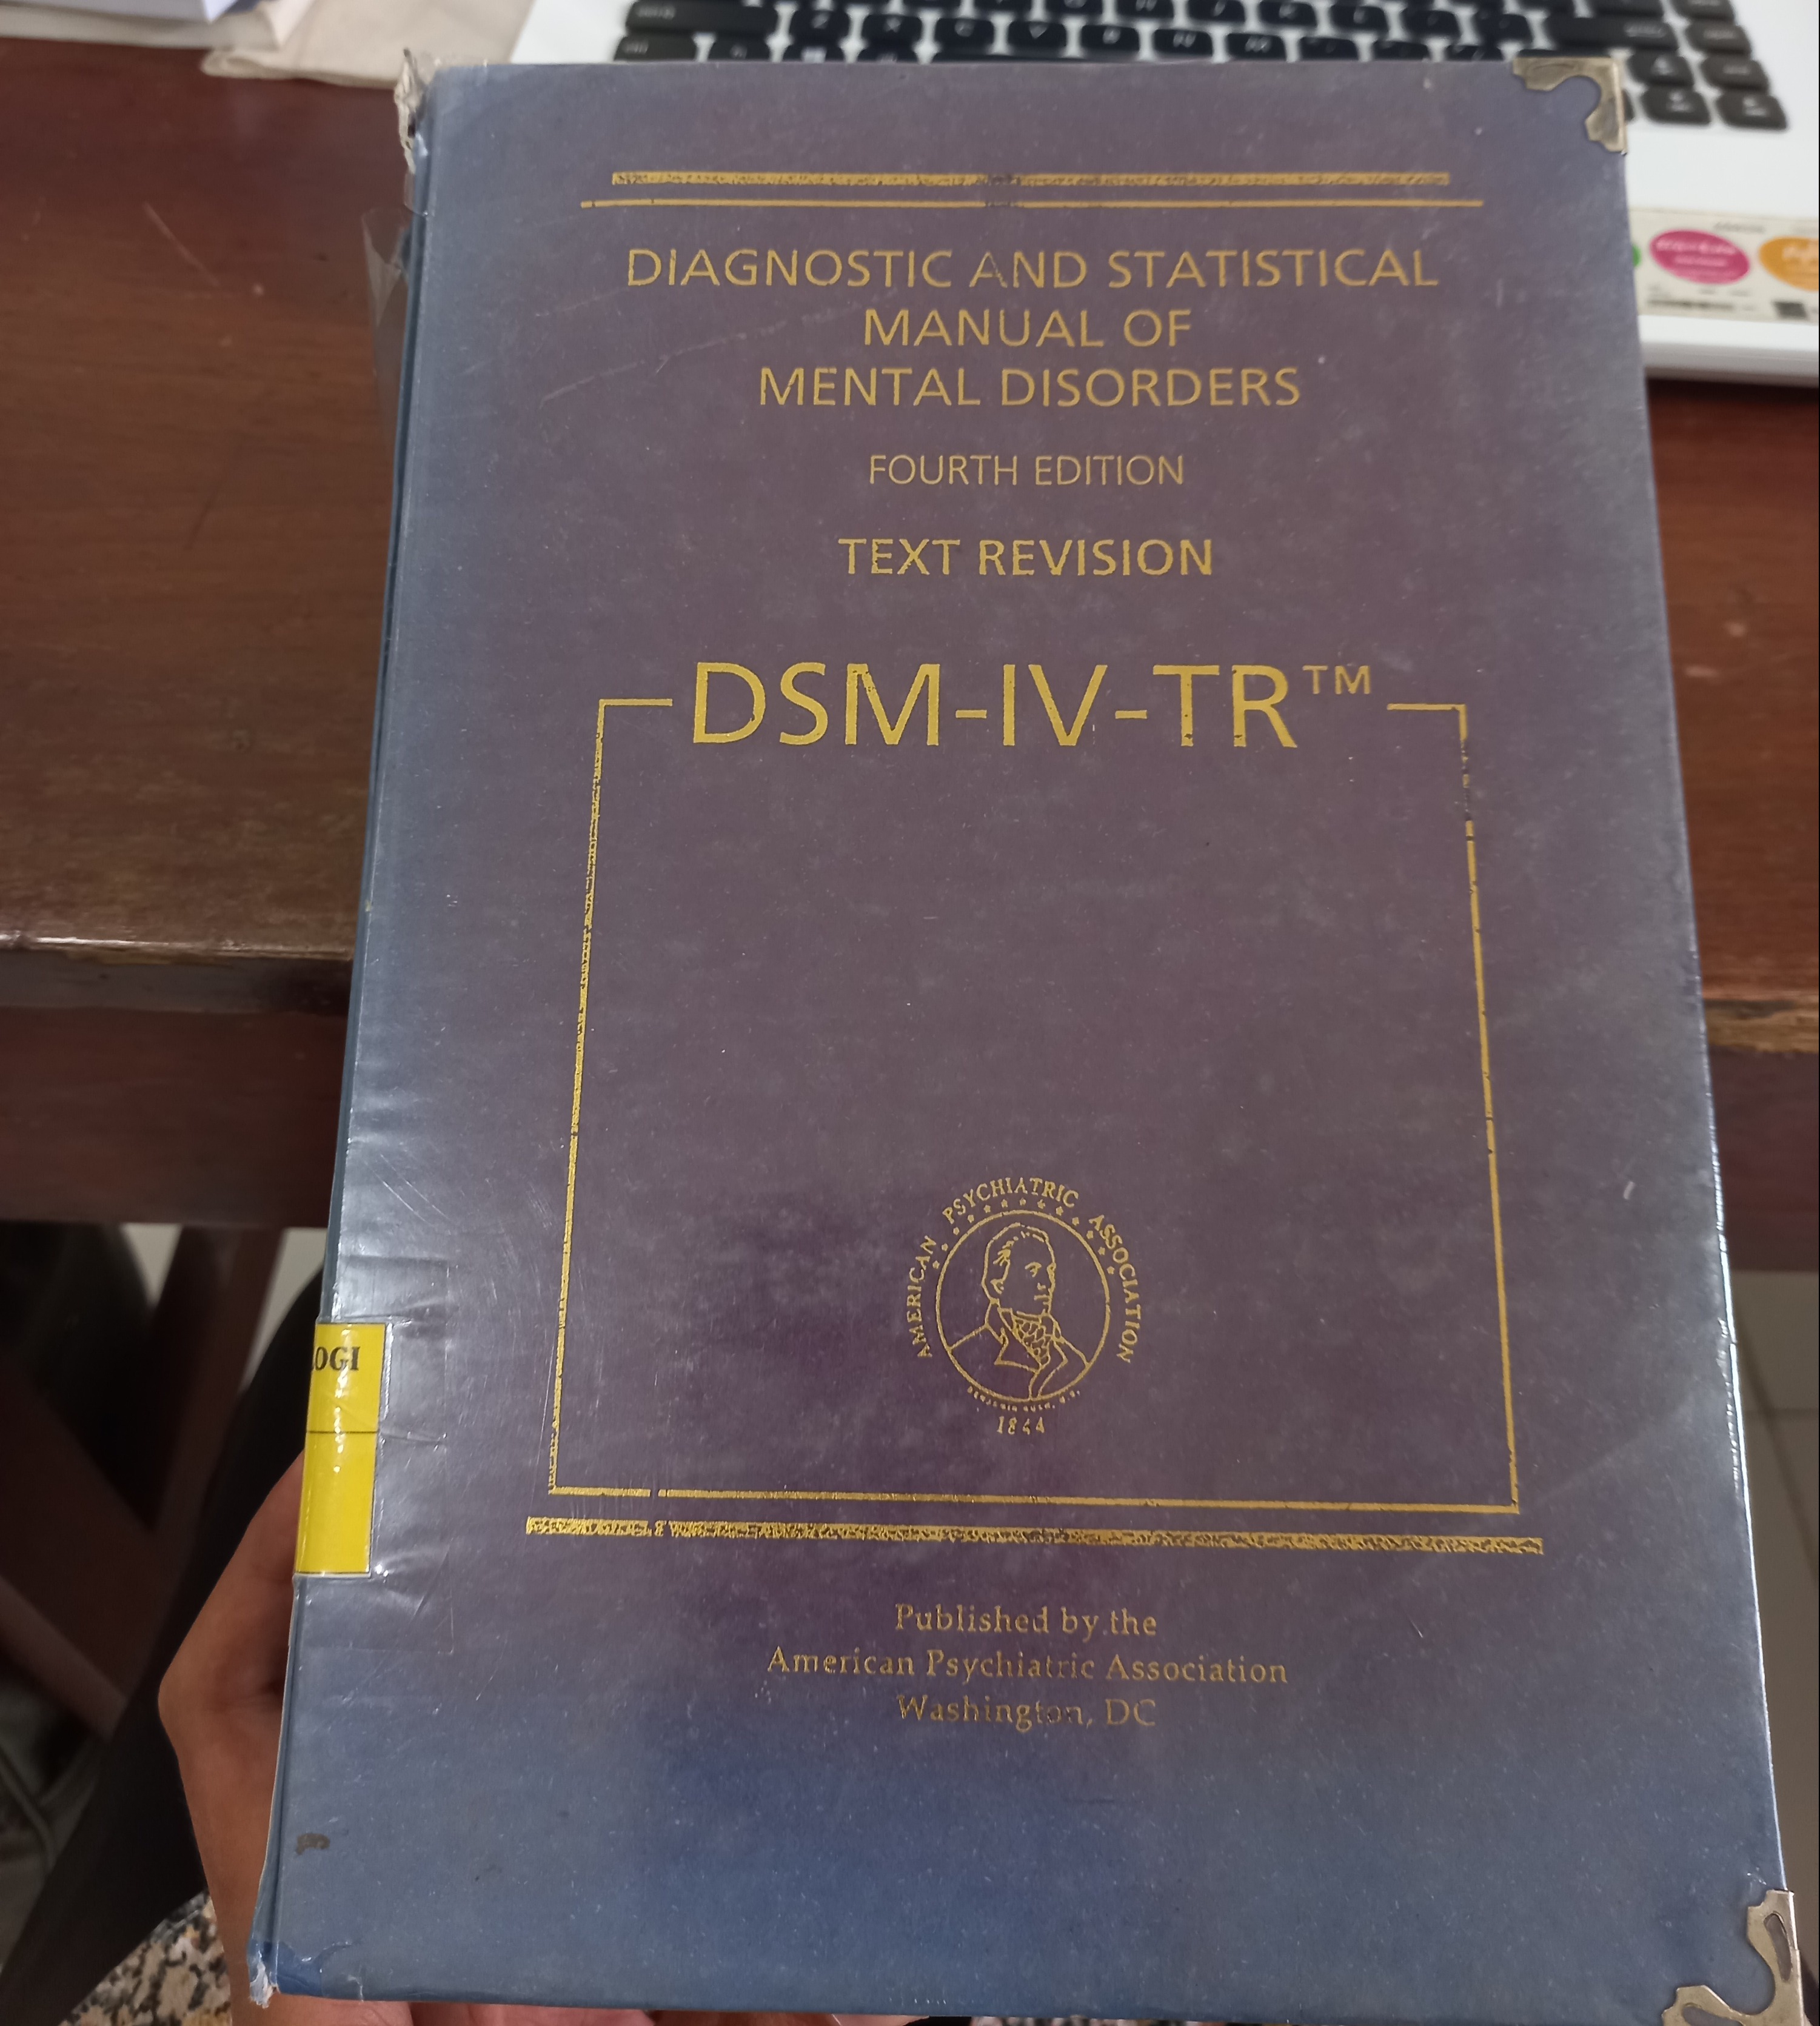 DIAGNOSTIC AND STATISTICAL
MANUAL OF
MENTAL DISORDERS
FOURTH EDITION
TEXT REVISION
DSM-IV-TR™
AMERICAN PSYCHIATRIC ASSOCIATION
1844
LOGI
Published by the
American Psychiatric Association
Washington, DC